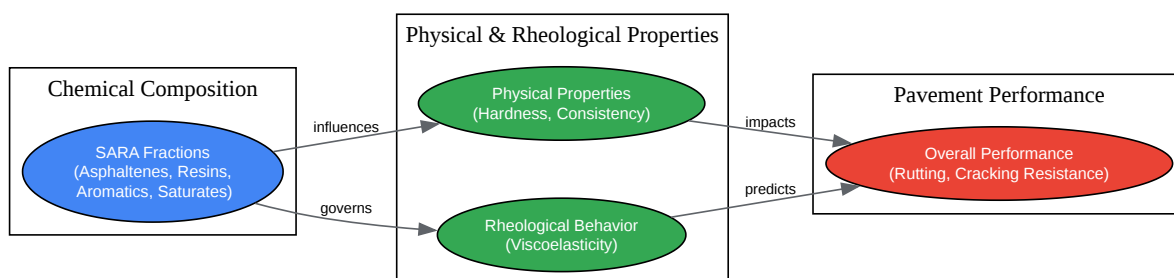 Chemical Composition
SARA Fractions
(Asphaltenes, Resins,
Aromatics, Saturates)
influences
governs
Physical & Rheological Properties
Physical Properties
(Hardness, Consistency)
Rheological Behavior
(Viscoelasticity)
impacts
predicts
Pavement Performance
Overall Performance
(Rutting, Cracking Resistance)